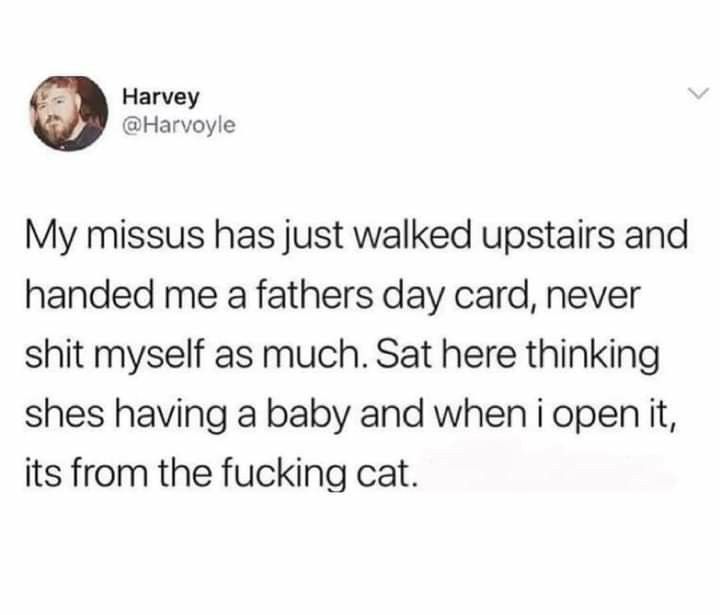 Harvey
@Harvoyle
My missus has just walked upstairs and
handed me a fathers day card, never
shit myself as much. Sat here thinking
shes having a baby and when i open it,
its from the fucking cat.